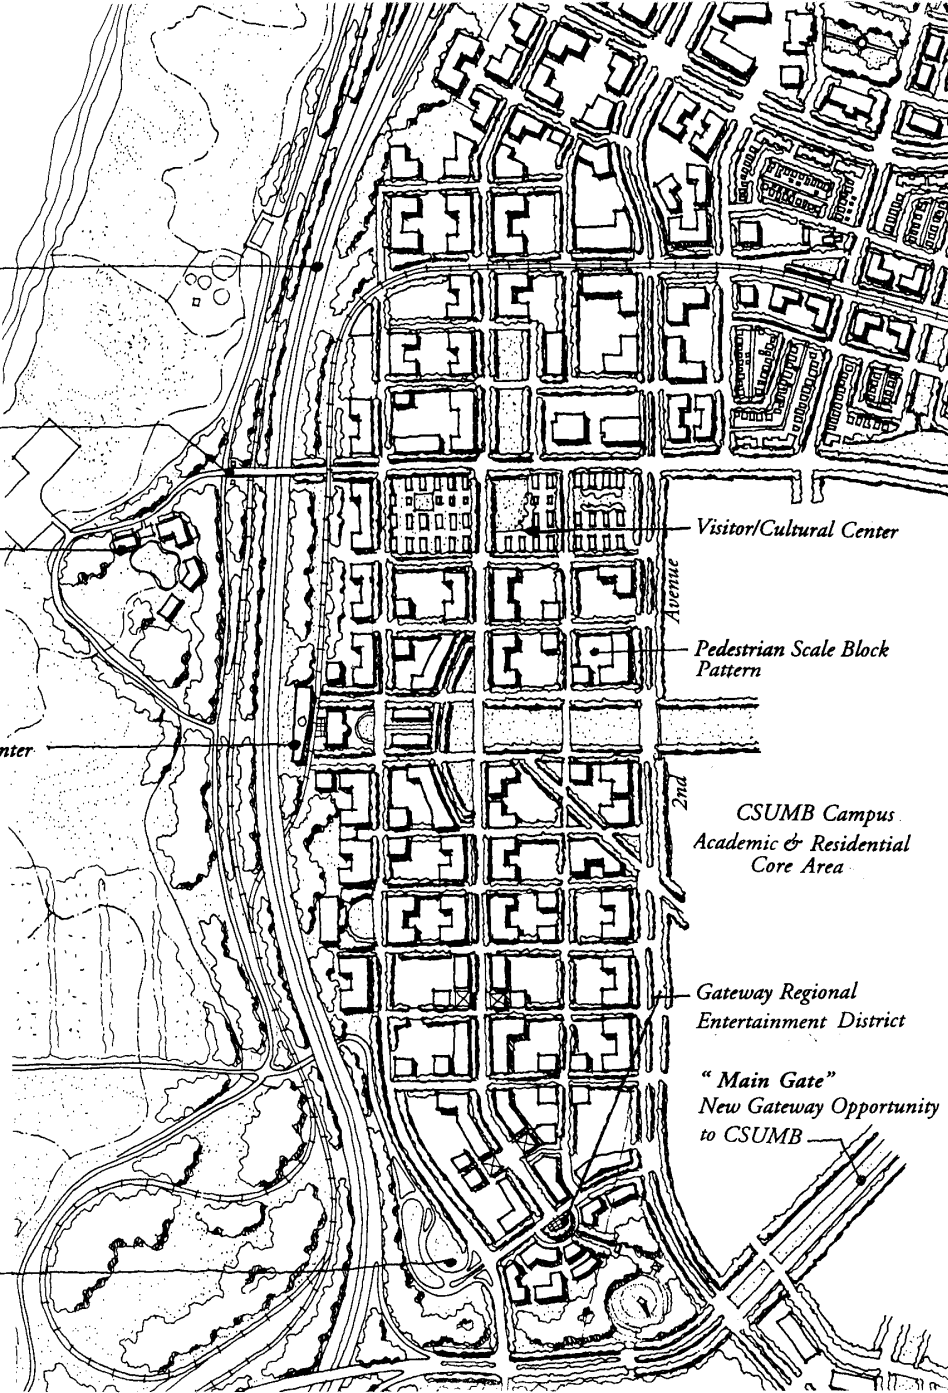 Visitor/Cultural Center
Avenue
Pedestrian Scale Block
Pattern
nter
2nd
CSUMB Campus
Academic & Residential
Core Area
Gateway Regional
Entertainment District
“Main Gate”
New Gateway Opportunity
to CSUMB